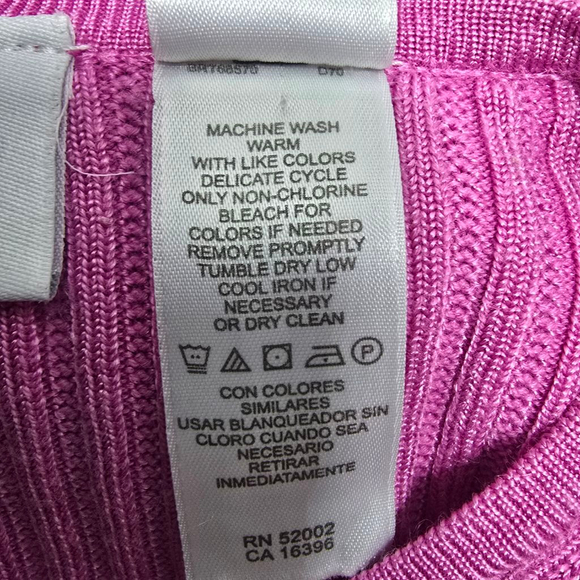 MACHINE WASH
WARM
WITH LIKE COLORS
DELICATE CYCLE
ONLY NON-CHLORINE
BLEACH FOR
COLORS IF NEEDED
REMOVE PROMPTLY
TUMBLE DRY LOW
COOL IRON IF
NECESSARY
OR DRY CLEAN
P
CON COLORES
SIMILARES
USAR BLANQUEADOR SIN
CLORO CUANDO SEA
NECESARIO
RETIRAR
INMEDIATAMENTE
RN 52002
CA 16396